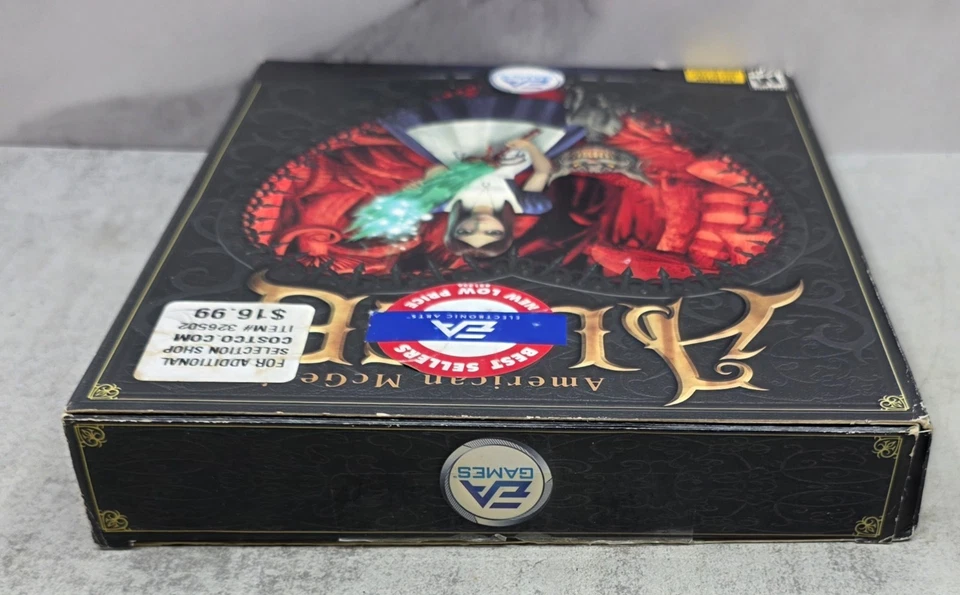 American McGee's
ALICE
BEST SELLERS
EA
ELECTRONIC ARTS
NEW LOW PRICE
FOR ADDITIONAL
SELECTION SHOP
COSTCO.COM
ITEM# 326502
$16.99
EA
GAMES